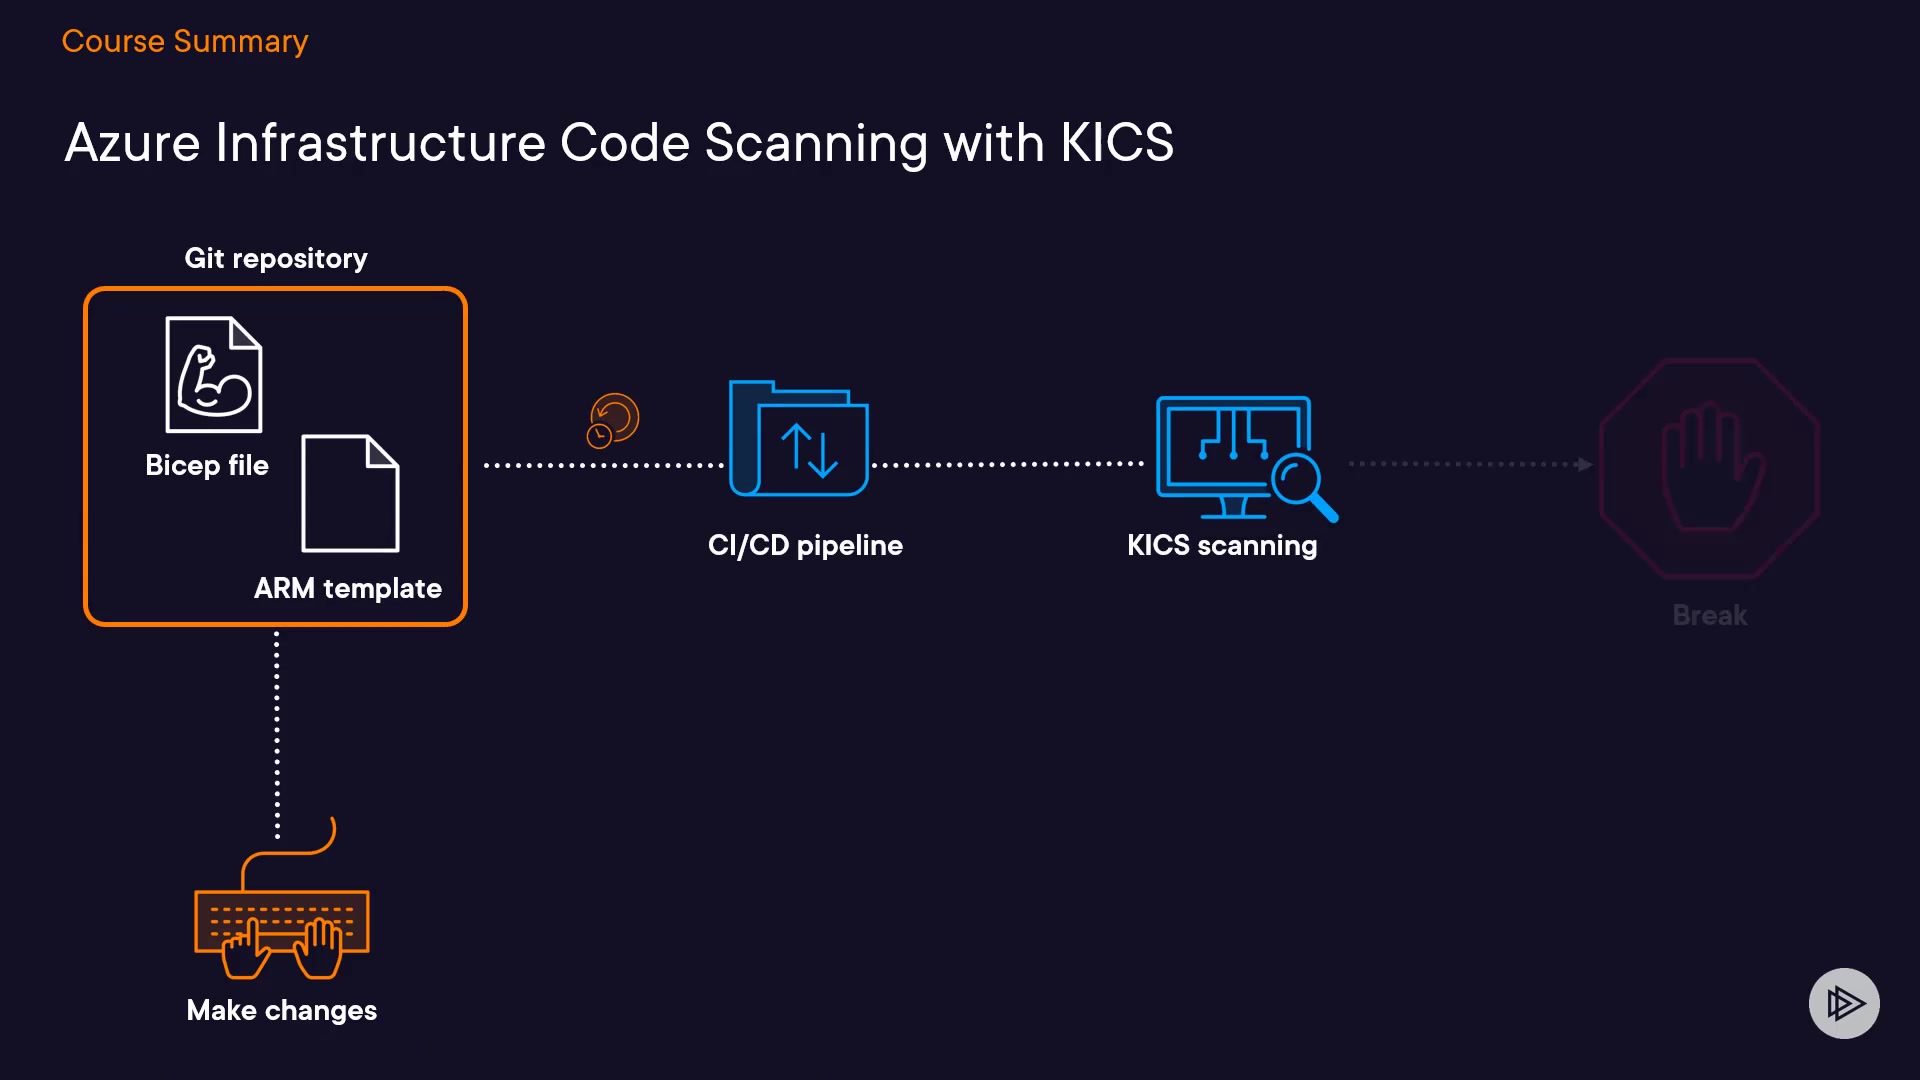 Course Summary
Azure Infrastructure Code Scanning with KICS
Git repository
Bicep file
ARM template
CI/CD pipeline
KICS scanning
Break
Make changes